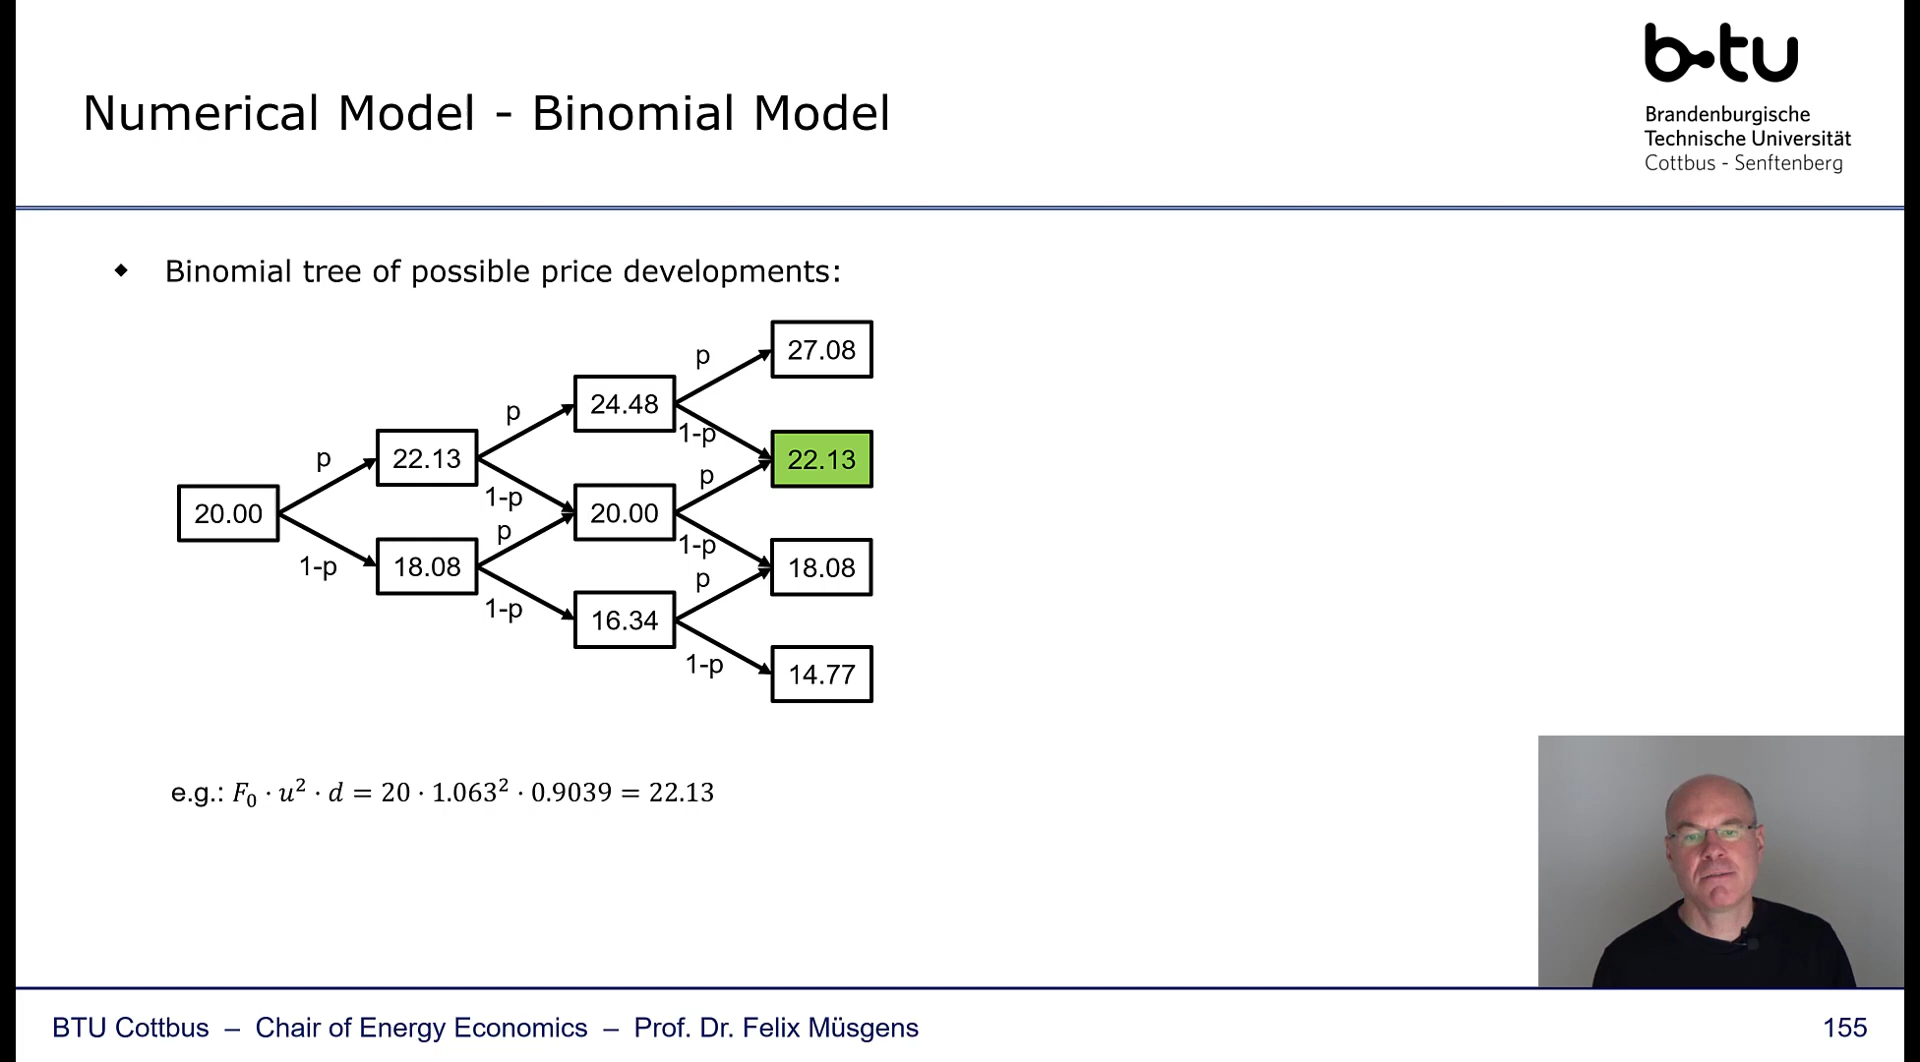 b-tu
Brandenburgische
Technische Universität
Cottbus - Senftenberg
Numerical Model - Binomial Model
◆ Binomial tree of possible price developments:
27.08
p
24.48
p
1-p
22.13
p
22.13
p
1-p
20.00
20.00
p
1-p
1-p
18.08
18.08
p
1-p
16.34
1-p
14.77
e.g.: F₀ · u² · d = 20 · 1.063² · 0.9039 = 22.13
BTU Cottbus – Chair of Energy Economics – Prof. Dr. Felix Müsgens
155